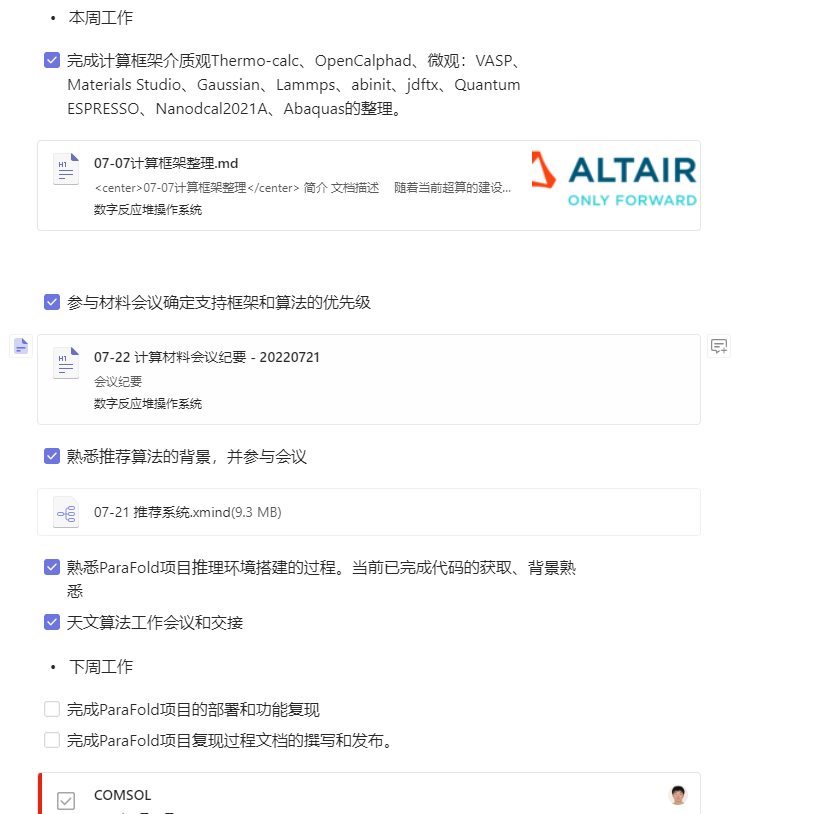 本周工作
完成计算框架介质观Thermo-calc、OpenCalphad、微观：VASP、
Materials Studio、Gaussian、Lammps、abinit、jdftx、Quantum
ESPRESSO、Nanodcal2021A、Abaquas的整理。
07-07计算框架整理.md
<center>07-07计算框架整理</center> 简介 文档描述 随着当前超算的建设...
数字反应堆操作系统
ALTAIR
ONLY FORWARD
参与材料会议确定支持框架和算法的优先级
07-22 计算材料会议纪要 - 20220721
会议纪要
数字反应堆操作系统
熟悉推荐算法的背景，并参与会议
07-21 推荐系统.xmind(9.3 MB)
熟悉ParaFold项目推理环境搭建的过程。当前已完成代码的获取、背景熟
悉
天文算法工作会议和交接
下周工作
完成ParaFold项目的部署和功能复现
完成ParaFold项目复现过程文档的撰写和发布。
COMSOL